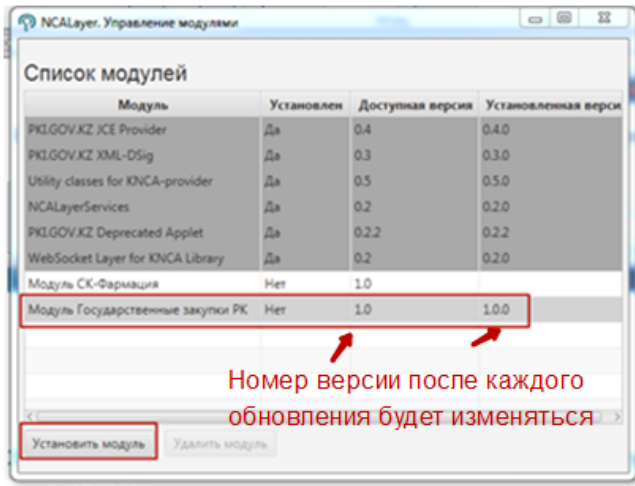 NCALayer. Управление модулями
Список модулей
Модуль Установлен Доступная версия Установленная верси
PKI.GOV.KZ JCE Provider Да 0.4 0.4.0
PKI.GOV.KZ XML-DSig Да 0.3 0.3.0
Utility classes for KNCA-provider Да 0.5 0.5.0
NCALayerServices Да 0.2 0.2.0
PKI.GOV.KZ Deprecated Applet Да 0.2.2 0.2.2
WebSocket Layer for KNCA Library Да 0.2 0.2.0
Модуль СК-Фармация Нет 1.0
Модуль Государственные закупки РК Нет 1.0 1.0.0
Номер версии после каждого
обновления будет изменяться
Установить модуль Удалить модуль